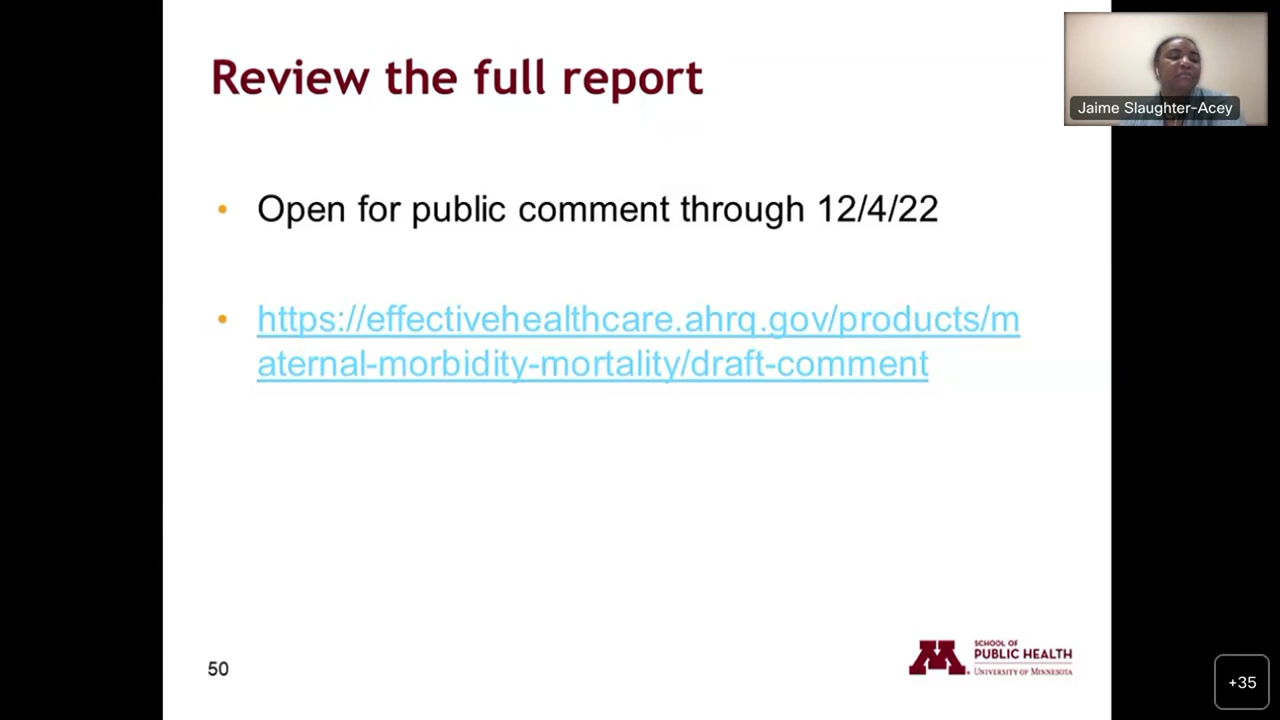 Review the full report
Jaime Slaughter-Acey
• Open for public comment through 12/4/22
• https://effectivehealthcare.ahrq.gov/products/m
aternal-morbidity-mortality/draft-comment
50
M
SCHOOL OF
PUBLIC HEALTH
UNIVERSITY OF MINNESOTA
+35